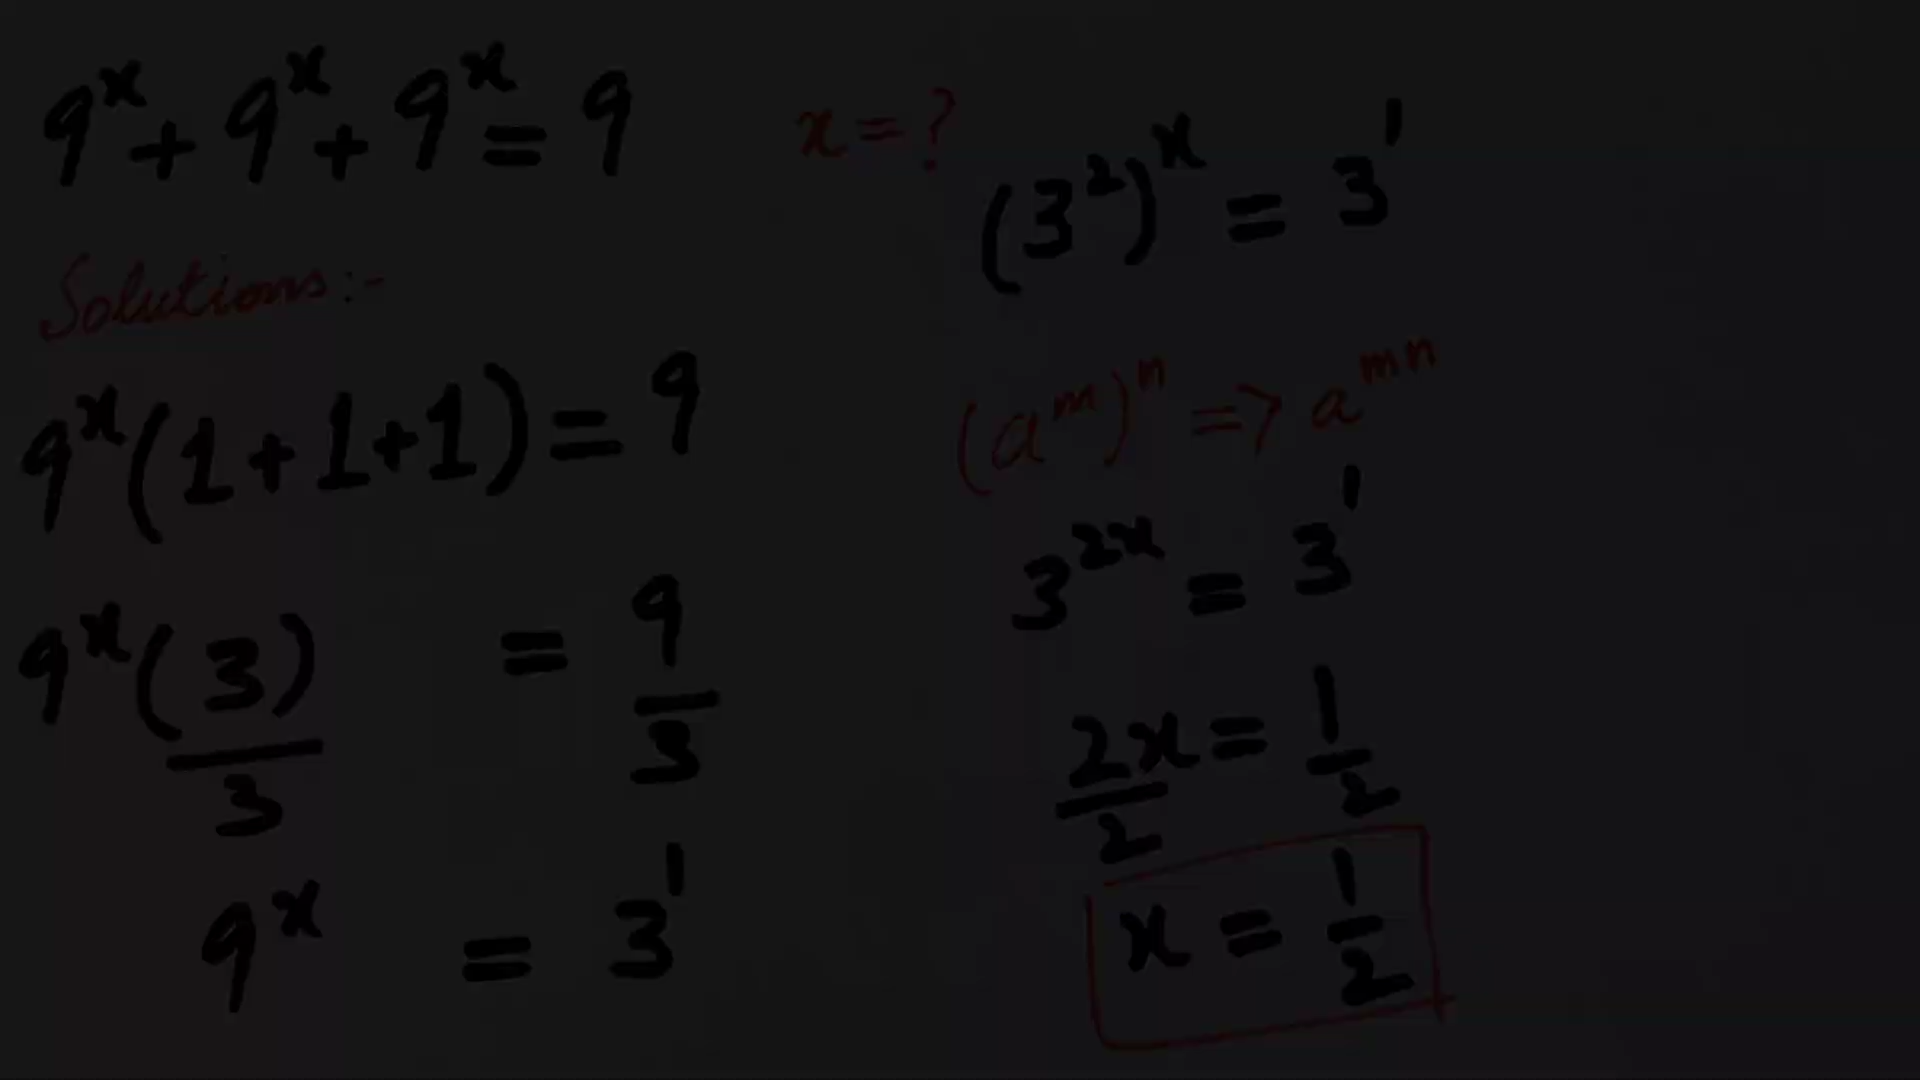 9^x + 9^x + 9^x = 9
x = ?
Solutions:-
9^x (1+1+1) = 9
9^x (3)/3 = 9/3
9^x = 3^1
(3^2)^x = 3^1
(a^m)^n => a^mn
3^2x = 3^1
2x/2 = 1/2
x = 1/2